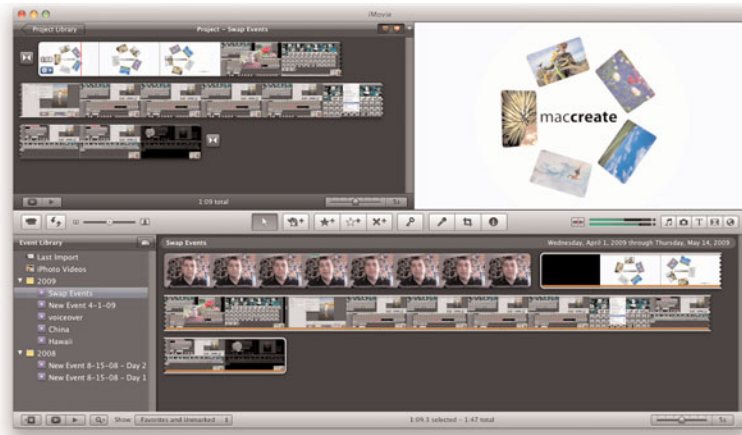 iMovie
Project Library
Project - Swap Events
maccreate
1:09 total
5s
Event Library
Swap Events
Wednesday, April 1, 2009 through Thursday, May 14, 2009
Last Import
iPhoto Videos
2009
Swap Events
New Event 4-1-09
voiceover
China
Hawaii
2008
New Event 8-15-08 - Day 2
New Event 8-15-08 - Day 1
Show: Favorites and Unmarked
1:09.3 selected - 1:47 total
5s